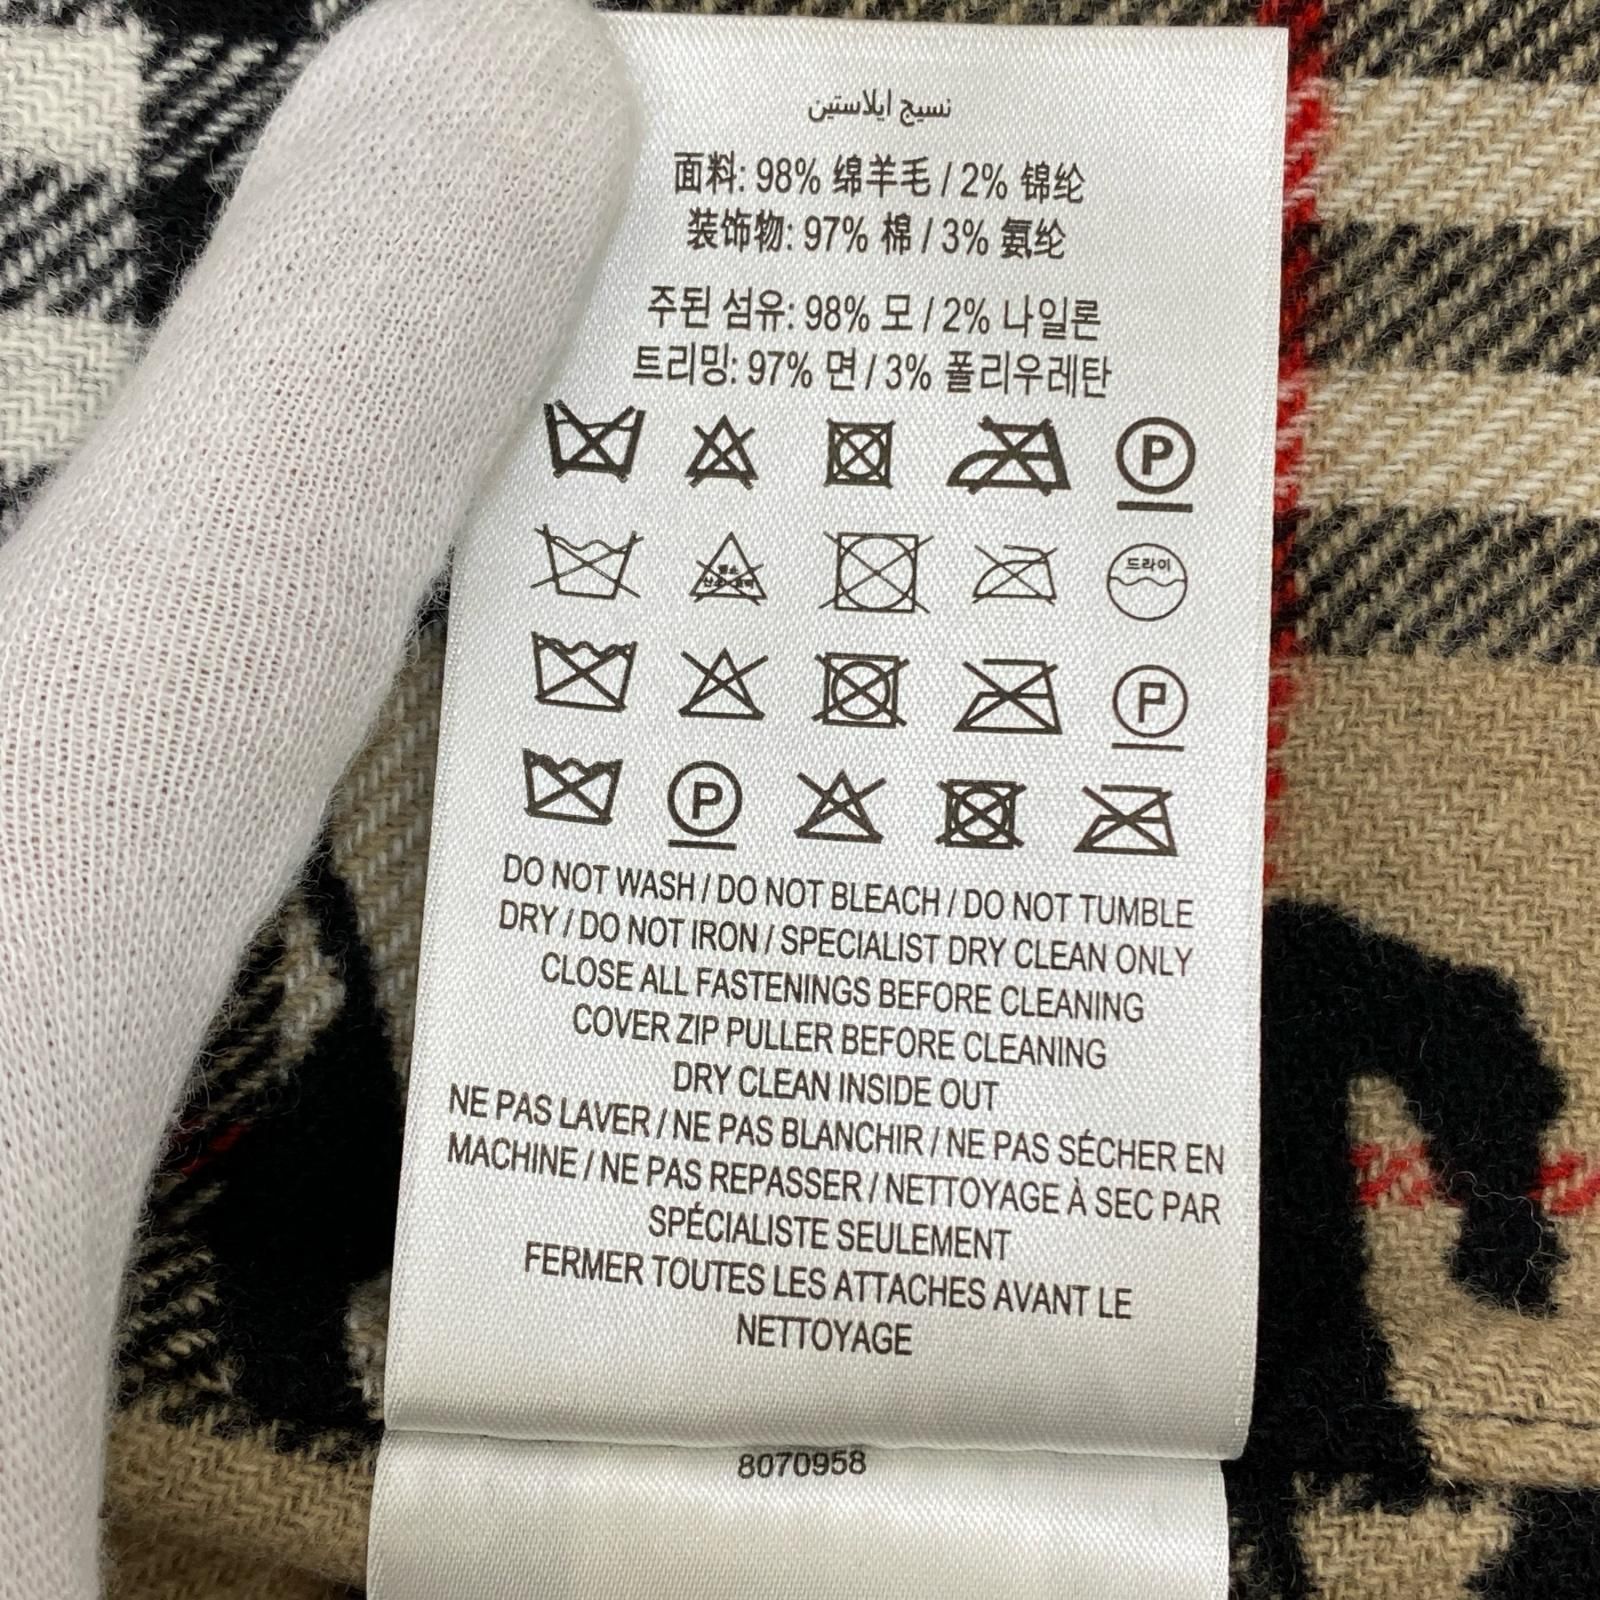 نسيج ايلاستين
面料: 98% 绵羊毛 / 2% 锦纶
装饰物: 97% 棉 / 3% 氨纶
주된 섬유: 98% 모 / 2% 나일론
트리밍: 97% 면 / 3% 폴리우레탄
P
드라이
P
P
DO NOT WASH / DO NOT BLEACH / DO NOT TUMBLE
DRY / DO NOT IRON / SPECIALIST DRY CLEAN ONLY
CLOSE ALL FASTENINGS BEFORE CLEANING
COVER ZIP PULLER BEFORE CLEANING
DRY CLEAN INSIDE OUT
NE PAS LAVER / NE PAS BLANCHIR / NE PAS SÉCHER EN
MACHINE / NE PAS REPASSER / NETTOYAGE À SEC PAR
SPÉCIALISTE SEULEMENT
FERMER TOUTES LES ATTACHES AVANT LE
NETTOYAGE
8070958